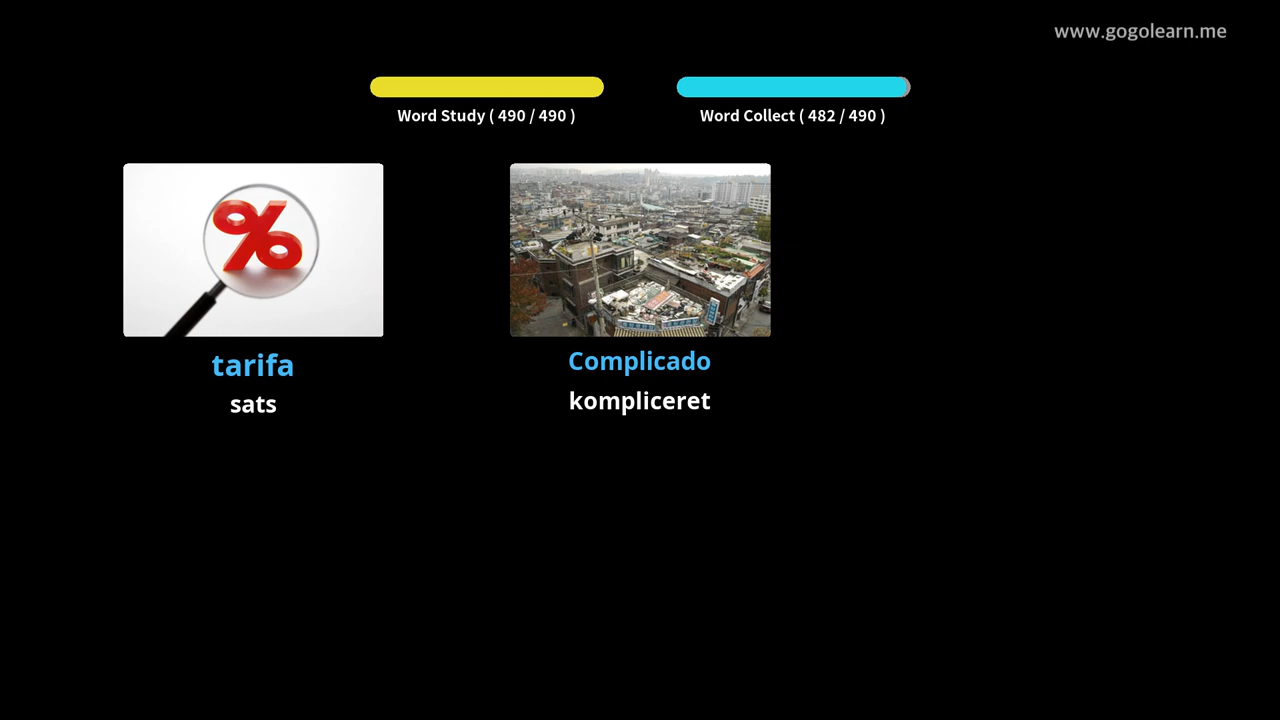 www.gogolearn.me
Word Study ( 490 / 490 )
Word Collect ( 482 / 490 )
%
tarifa
sats
Complicado
kompliceret